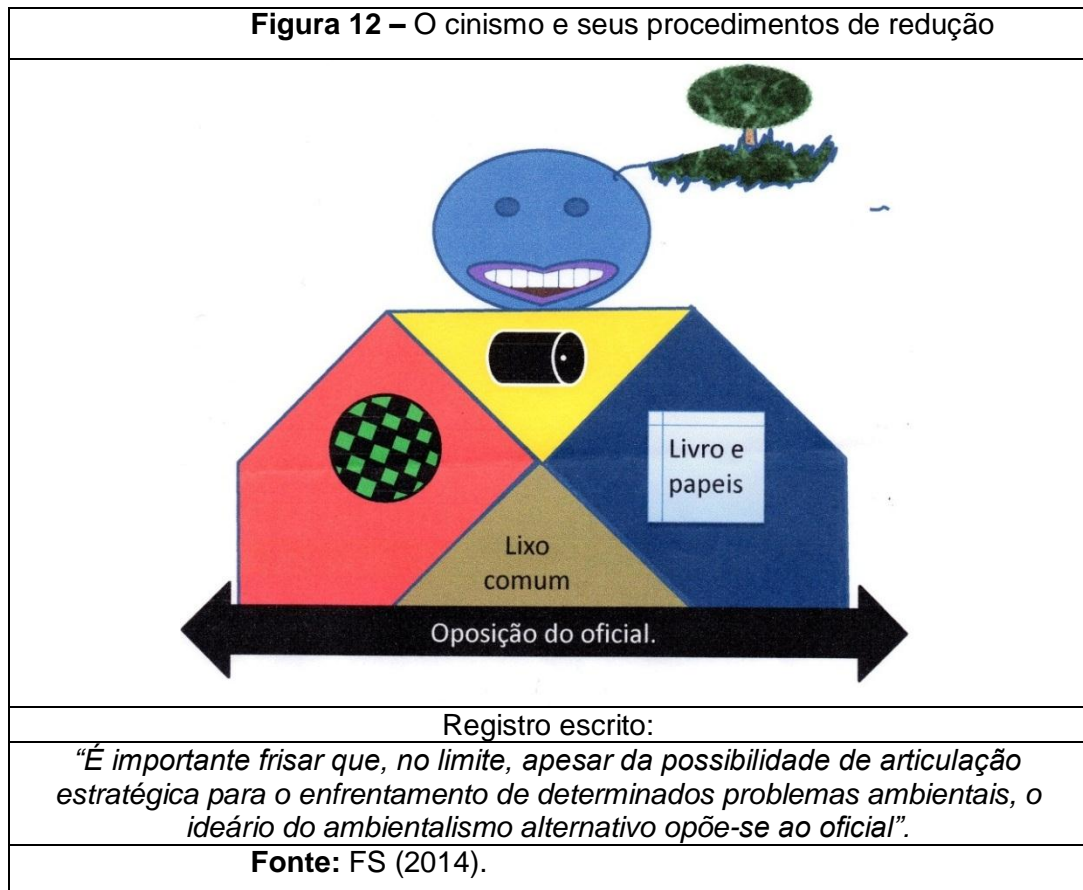 Figura 12 – O cinismo e seus procedimentos de redução
Livro e
papeis
Lixo
comum
Oposição do oficial.
Registro escrito:
“É importante frisar que, no limite, apesar da possibilidade de articulação
estratégica para o enfrentamento de determinados problemas ambientais, o
ideário do ambientalismo alternativo opõe-se ao oficial”.
Fonte: FS (2014).